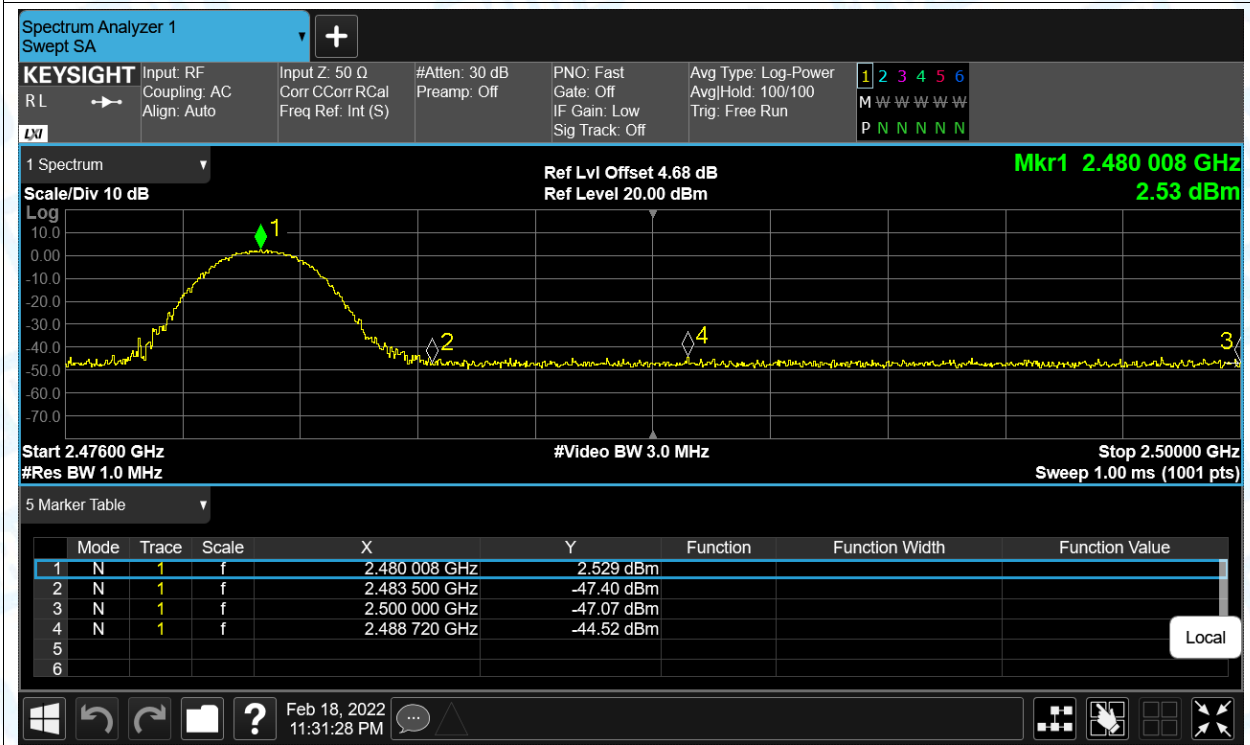 Spectrum Analyzer 1
Swept SA
+
KEYSIGHT
R L
LXI
Input: RF
Coupling: AC
Align: Auto
Input Z: 50 Ω
Corr CCorr RCal
Freq Ref: Int (S)
#Atten: 30 dB
Preamp: Off
PNO: Fast
Gate: Off
IF Gain: Low
Sig Track: Off
Avg Type: Log-Power
Avg|Hold: 100/100
Trig: Free Run
1 2 3 4 5 6
M W W W W W
P N N N N N
1 Spectrum
Scale/Div 10 dB
Ref Lvl Offset 4.68 dB
Ref Level 20.00 dBm
Mkr1 2.480 008 GHz
2.53 dBm
Log
10.0
0.00
-10.0
-20.0
-30.0
-40.0
-50.0
-60.0
-70.0
1
2
4
3
Start 2.47600 GHz
#Video BW 3.0 MHz
Stop 2.50000 GHz
#Res BW 1.0 MHz
Sweep 1.00 ms (1001 pts)
5 Marker Table
Mode Trace Scale X Y Function Function Width Function Value
1 N 1 f 2.480 008 GHz 2.529 dBm
2 N 1 f 2.483 500 GHz -47.40 dBm
3 N 1 f 2.500 000 GHz -47.07 dBm
4 N 1 f 2.488 720 GHz -44.52 dBm
5
6
Local
?
Feb 18, 2022
11:31:28 PM